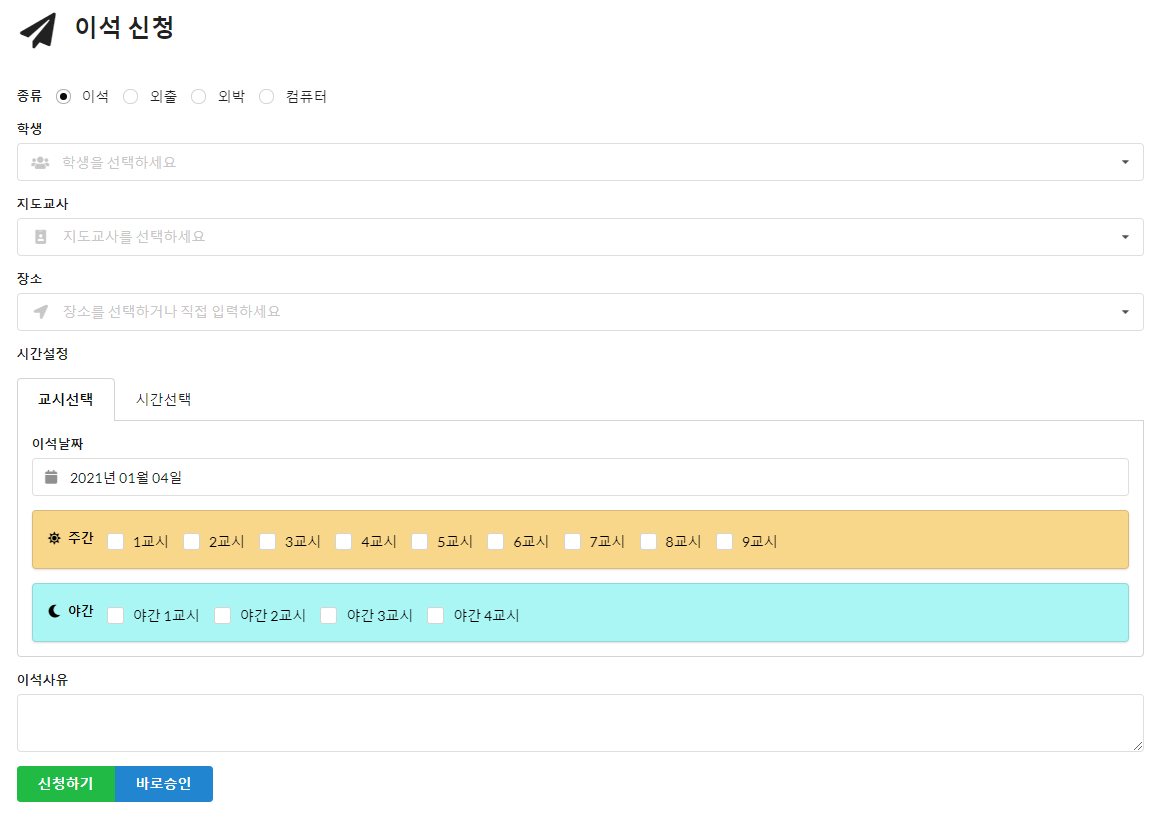 이석 신청
종류 이석 외출 외박 컴퓨터
학생
학생을 선택하세요
지도교사
지도교사를 선택하세요
장소
장소를 선택하거나 직접 입력하세요
시간설정
교시선택 시간선택
이석날짜
2021년 01월 04일
주간 1교시 2교시 3교시 4교시 5교시 6교시 7교시 8교시 9교시
야간 야간 1교시 야간 2교시 야간 3교시 야간 4교시
이석사유
신청하기 바로승인